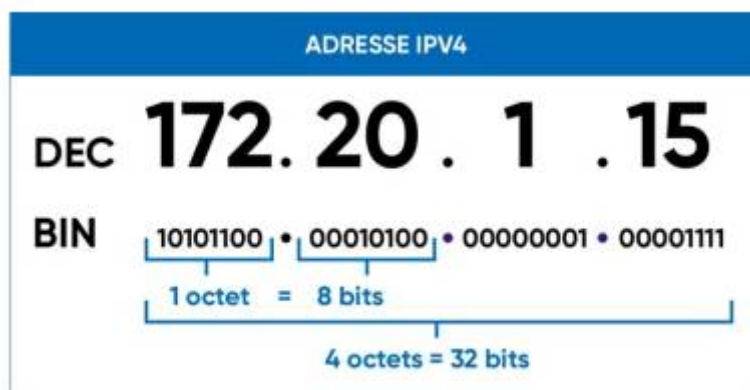 ADRESSE IPV4
DEC 172. 20 . 1 . 15
BIN 10101100 • 00010100 • 00000001 • 00001111
1 octet = 8 bits
4 octets = 32 bits